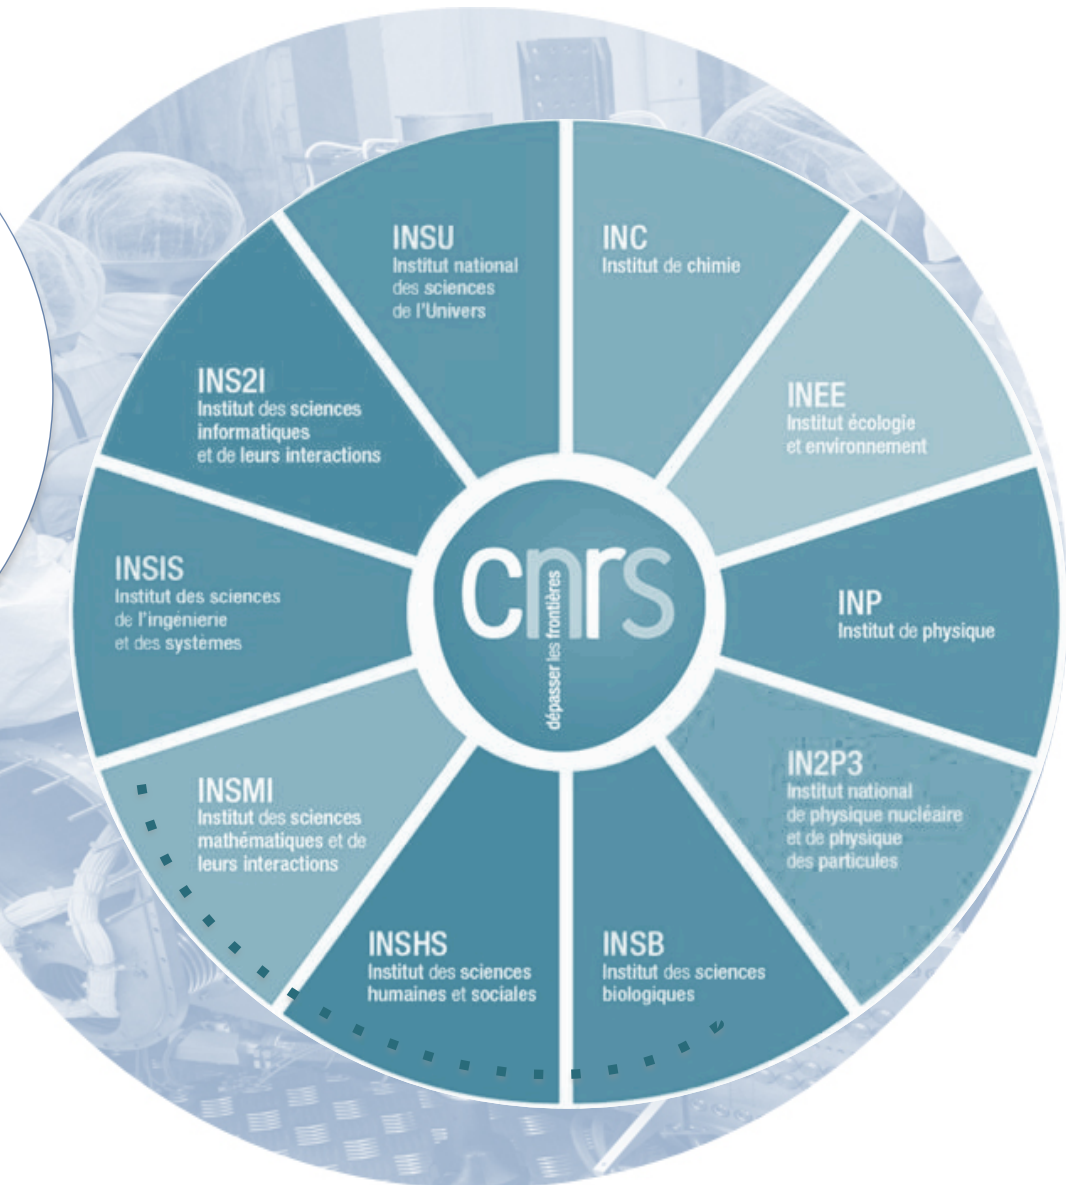 INSU
Institut national
des sciences
de l'Univers
INC
Institut de chimie
INEE
Institut écologie
et environnement
INP
Institut de physique
IN2P3
Institut national
de physique nucléaire
et de physique
des particules
INSB
Institut des sciences
biologiques
INSHS
Institut des sciences
humaines et sociales
INSMI
Institut des sciences
mathématiques et de
leurs interactions
INSIS
Institut des sciences
de l'ingénierie
et des systèmes
INS2I
Institut des sciences
informatiques
et de leurs interactions
cnrs
dépasser les frontières